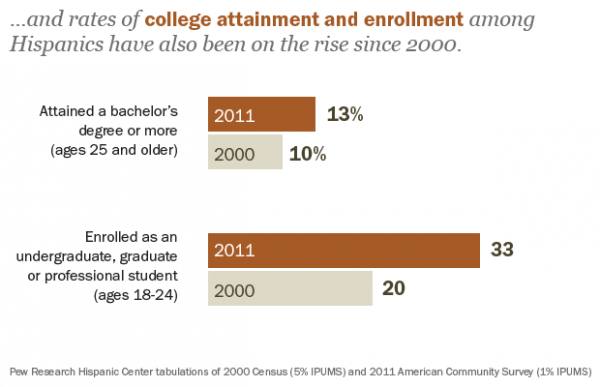 ...and rates of college attainment and enrollment among
Hispanics have also been on the rise since 2000.
Attained a bachelor's
degree or more
(ages 25 and older)
2011 13%
2000 10%
Enrolled as an
undergraduate, graduate
or professional student
(ages 18-24)
2011 33
2000 20
Pew Research Hispanic Center tabulations of 2000 Census (5% IPUMS) and 2011 American Community Survey (1% IPUMS)